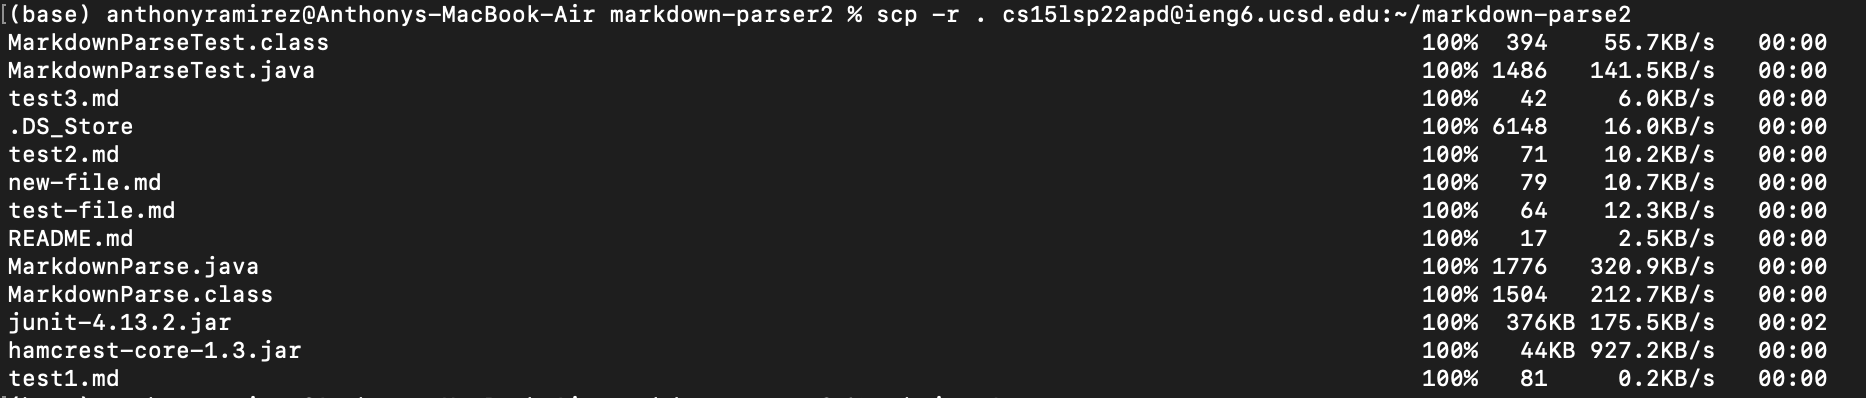 [(base) anthonyramirez@Anthonys-MacBook-Air markdown-parser2 % scp -r . cs15lsp22apd@ieng6.ucsd.edu:~/markdown-parse2
MarkdownParseTest.class 100% 394 55.7KB/s 00:00
MarkdownParseTest.java 100% 1486 141.5KB/s 00:00
test3.md 100% 42 6.0KB/s 00:00
.DS_Store 100% 6148 16.0KB/s 00:00
test2.md 100% 71 10.2KB/s 00:00
new-file.md 100% 79 10.7KB/s 00:00
test-file.md 100% 64 12.3KB/s 00:00
README.md 100% 17 2.5KB/s 00:00
MarkdownParse.java 100% 1776 320.9KB/s 00:00
MarkdownParse.class 100% 1504 212.7KB/s 00:00
junit-4.13.2.jar 100% 376KB 175.5KB/s 00:02
hamcrest-core-1.3.jar 100% 44KB 927.2KB/s 00:00
test1.md 100% 81 0.2KB/s 00:00